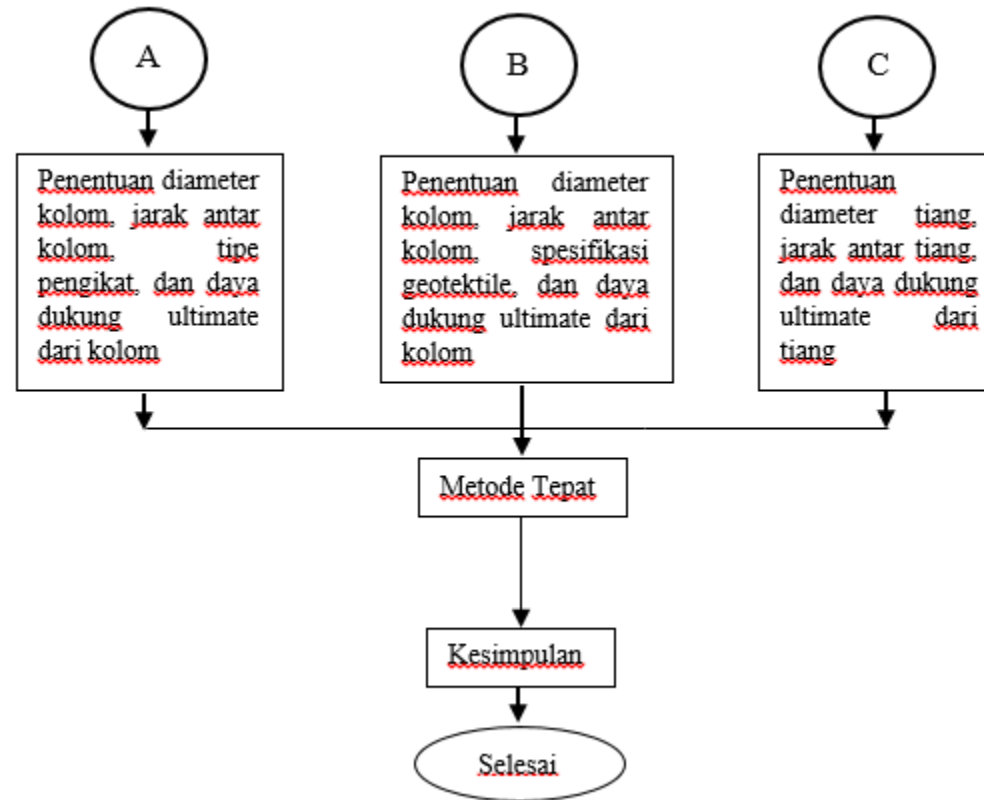 A
Penentuan diameter
kolom, jarak antar
kolom, tipe
pengikat, dan daya
dukung ultimate
dari kolom
B
Penentuan diameter
kolom, jarak antar
kolom, spesifikasi
geotektile, dan daya
dukung ultimate dari
kolom
C
Penentuan
diameter tiang,
jarak antar tiang,
dan daya dukung
ultimate dari
tiang
Metode Tepat
Kesimpulan
Selesai